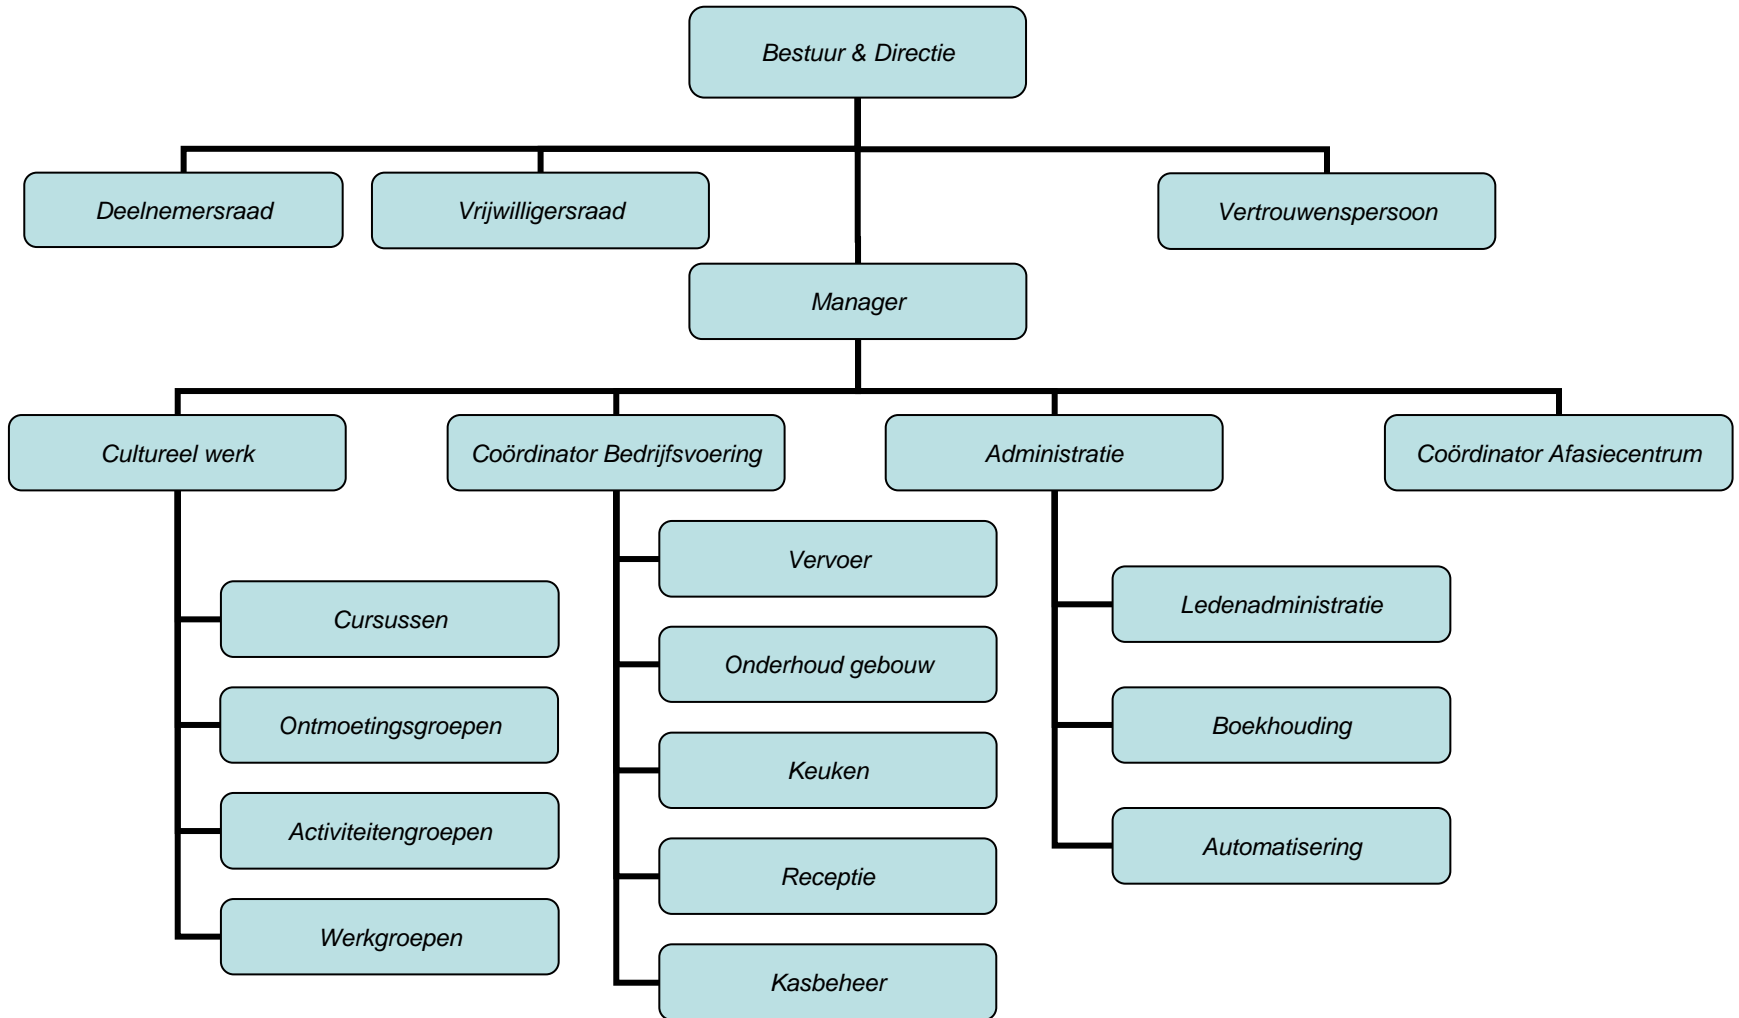 Bestuur & Directie
Deelnemersraad
Vrijwilligersraad
Vertrouwenspersoon
Manager
Cultureel werk
Coördinator Bedrijfsvoering
Administratie
Coördinator Afasiecentrum
Cursussen
Ontmoetingsgroepen
Activiteitengroepen
Werkgroepen
Vervoer
Onderhoud gebouw
Keuken
Receptie
Kasbeheer
Ledenadministratie
Boekhouding
Automatisering